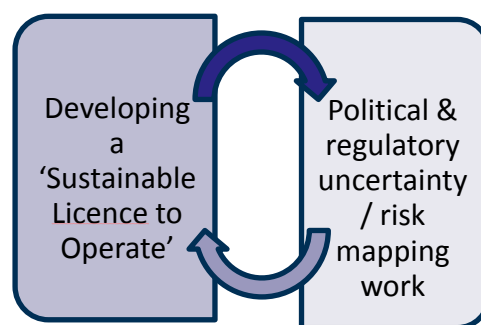 Developing
a
‘Sustainable
Licence to
Operate’
Political &
regulatory
uncertainty
/ risk
mapping
work